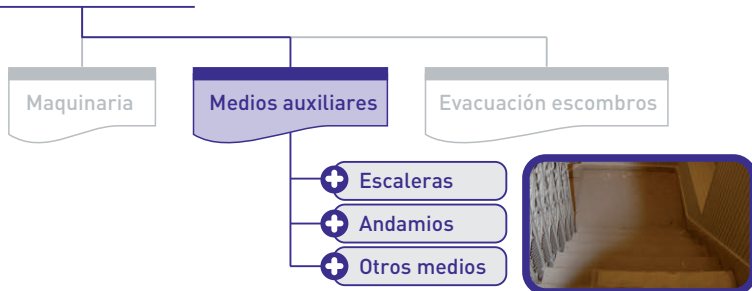 Maquinaria
Medios auxiliares
Evacuación escombros
Escaleras
Andamios
Otros medios